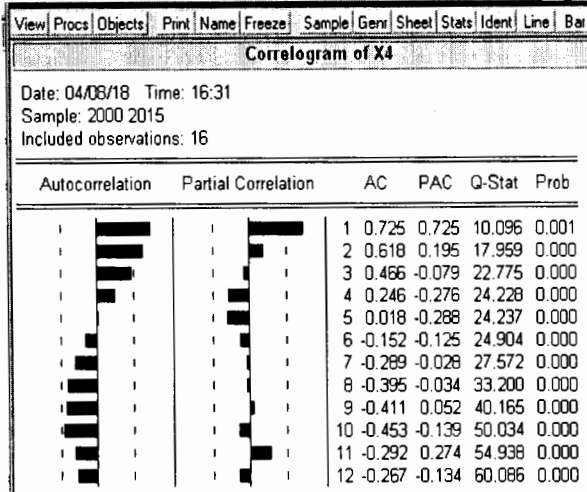 View Procs Objects Print Name Freeze Sample Genr Sheet Stats Ident Line Bar
Correlogram of X4
Date: 04/08/18 Time: 16:31
Sample: 2000 2015
Included observations: 16
Autocorrelation Partial Correlation AC PAC Q-Stat Prob
1 0.725 0.725 10.096 0.001
2 0.618 0.195 17.959 0.000
3 0.466 -0.079 22.775 0.000
4 0.246 -0.276 24.228 0.000
5 0.018 -0.288 24.237 0.000
6 -0.152 -0.125 24.904 0.000
7 -0.289 -0.028 27.572 0.000
8 -0.395 -0.034 33.200 0.000
9 -0.411 0.052 40.165 0.000
10 -0.453 -0.139 50.034 0.000
11 -0.292 0.274 54.938 0.000
12 -0.267 -0.134 60.086 0.000